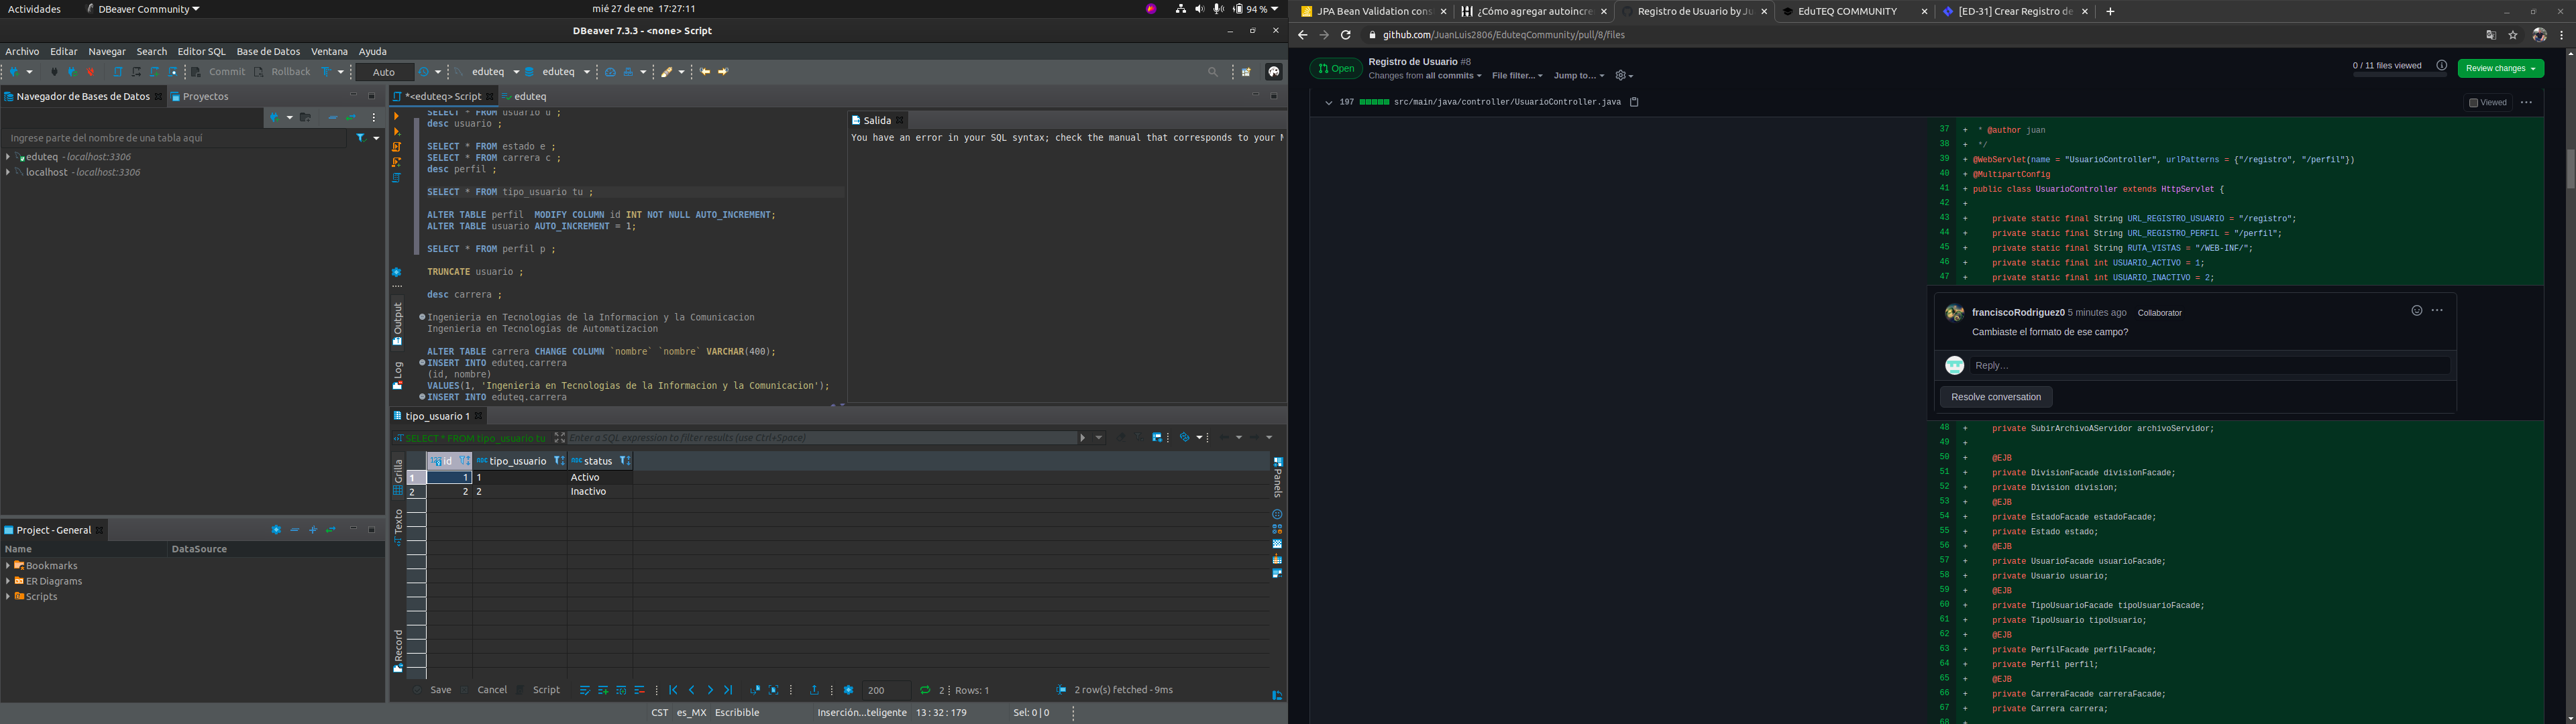 Actividades
DBeaver Community
mié 27 de ene 17:27:11
94 %
DBeaver 7.3.3 - <none> Script
Archivo Editar Navegar Search Editor SQL Base de Datos Ventana Ayuda
Commit Rollback Auto eduteq eduteq
Navegador de Bases de Datos
Proyectos
Ingrese parte del nombre de una tabla aquí
eduteq - localhost:3306
localhost - localhost:3306
Project - General
Name DataSource
Bookmarks
ER Diagrams
Scripts
*<eduteq> Script
eduteq
SELECT * FROM usuario u ;
desc usuario ;
SELECT * FROM estado e ;
SELECT * FROM carrera c ;
desc perfil ;
SELECT * FROM tipo_usuario tu ;
ALTER TABLE perfil  MODIFY COLUMN id INT NOT NULL AUTO_INCREMENT;
ALTER TABLE usuario AUTO_INCREMENT = 1;
SELECT * FROM perfil p ;
TRUNCATE usuario ;
desc carrera ;
Ingenieria en Tecnologias de la Informacion y la Comunicacion
Ingenieria en Tecnologias de Automatizacion
ALTER TABLE carrera CHANGE COLUMN `nombre` `nombre` VARCHAR(400);
INSERT INTO eduteq.carrera
(id, nombre)
VALUES(1, 'Ingenieria en Tecnologias de la Informacion y la Comunicacion');
INSERT INTO eduteq.carrera
Output
Log
Salida
You have an error in your SQL syntax; check the manual that corresponds to your M
tipo_usuario 1
SELECT * FROM tipo_usuario tu
Enter a SQL expression to filter results (use Ctrl+Space)
id tipo_usuario status
1 1 1 Activo
2 2 2 Inactivo
Grilla
Texto
Record
Panels
Save Cancel Script 200 2 Rows: 1 2 row(s) fetched - 9ms
CST es_MX Escribible Inserción...teligente 13 : 32 : 179 Sel: 0 | 0
JPA Bean Validation cons
¿Cómo agregar autoincre
Registro de Usuario by Ju
EduTEQ COMMUNITY
[ED-31] Crear Registro de
github.com/JuanLuis2806/EduteqCommunity/pull/8/files
Open
Registro de Usuario #8
Changes from all commits File filter... Jump to...
0 / 11 files viewed
Review changes
197 src/main/java/controller/UsuarioController.java
Viewed
37 + * @author juan
38 + */
39 + @WebServlet(name = "UsuarioController", urlPatterns = {"/registro", "/perfil"})
40 + @MultipartConfig
41 + public class UsuarioController extends HttpServlet {
42 +
43 + private static final String URL_REGISTRO_USUARIO = "/registro";
44 + private static final String URL_REGISTRO_PERFIL = "/perfil";
45 + private static final String RUTA_VISTAS = "/WEB-INF/";
46 + private static final int USUARIO_ACTIVO = 1;
47 + private static final int USUARIO_INACTIVO = 2;
franciscoRodriguez0 5 minutes ago Collaborator
Cambiaste el formato de ese campo?
Reply...
Resolve conversation
48 + private SubirArchivoAServidor archivoServidor;
49 +
50 + @EJB
51 + private DivisionFacade divisionFacade;
52 + private Division division;
53 + @EJB
54 + private EstadoFacade estadoFacade;
55 + private Estado estado;
56 + @EJB
57 + private UsuarioFacade usuarioFacade;
58 + private Usuario usuario;
59 + @EJB
60 + private TipoUsuarioFacade tipoUsuarioFacade;
61 + private TipoUsuario tipoUsuario;
62 + @EJB
63 + private PerfilFacade perfilFacade;
64 + private Perfil perfil;
65 + @EJB
66 + private CarreraFacade carreraFacade;
67 + private Carrera carrera;
68 +